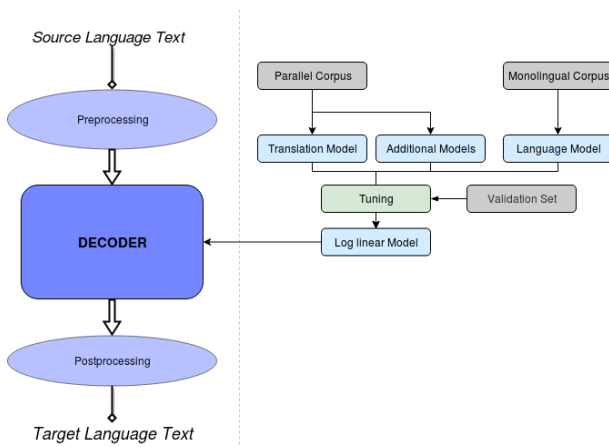 Source Language Text
Preprocessing
DECODER
Postprocessing
Target Language Text
Parallel Corpus
Monolingual Corpus
Translation Model
Additional Models
Language Model
Tuning
Validation Set
Log linear Model